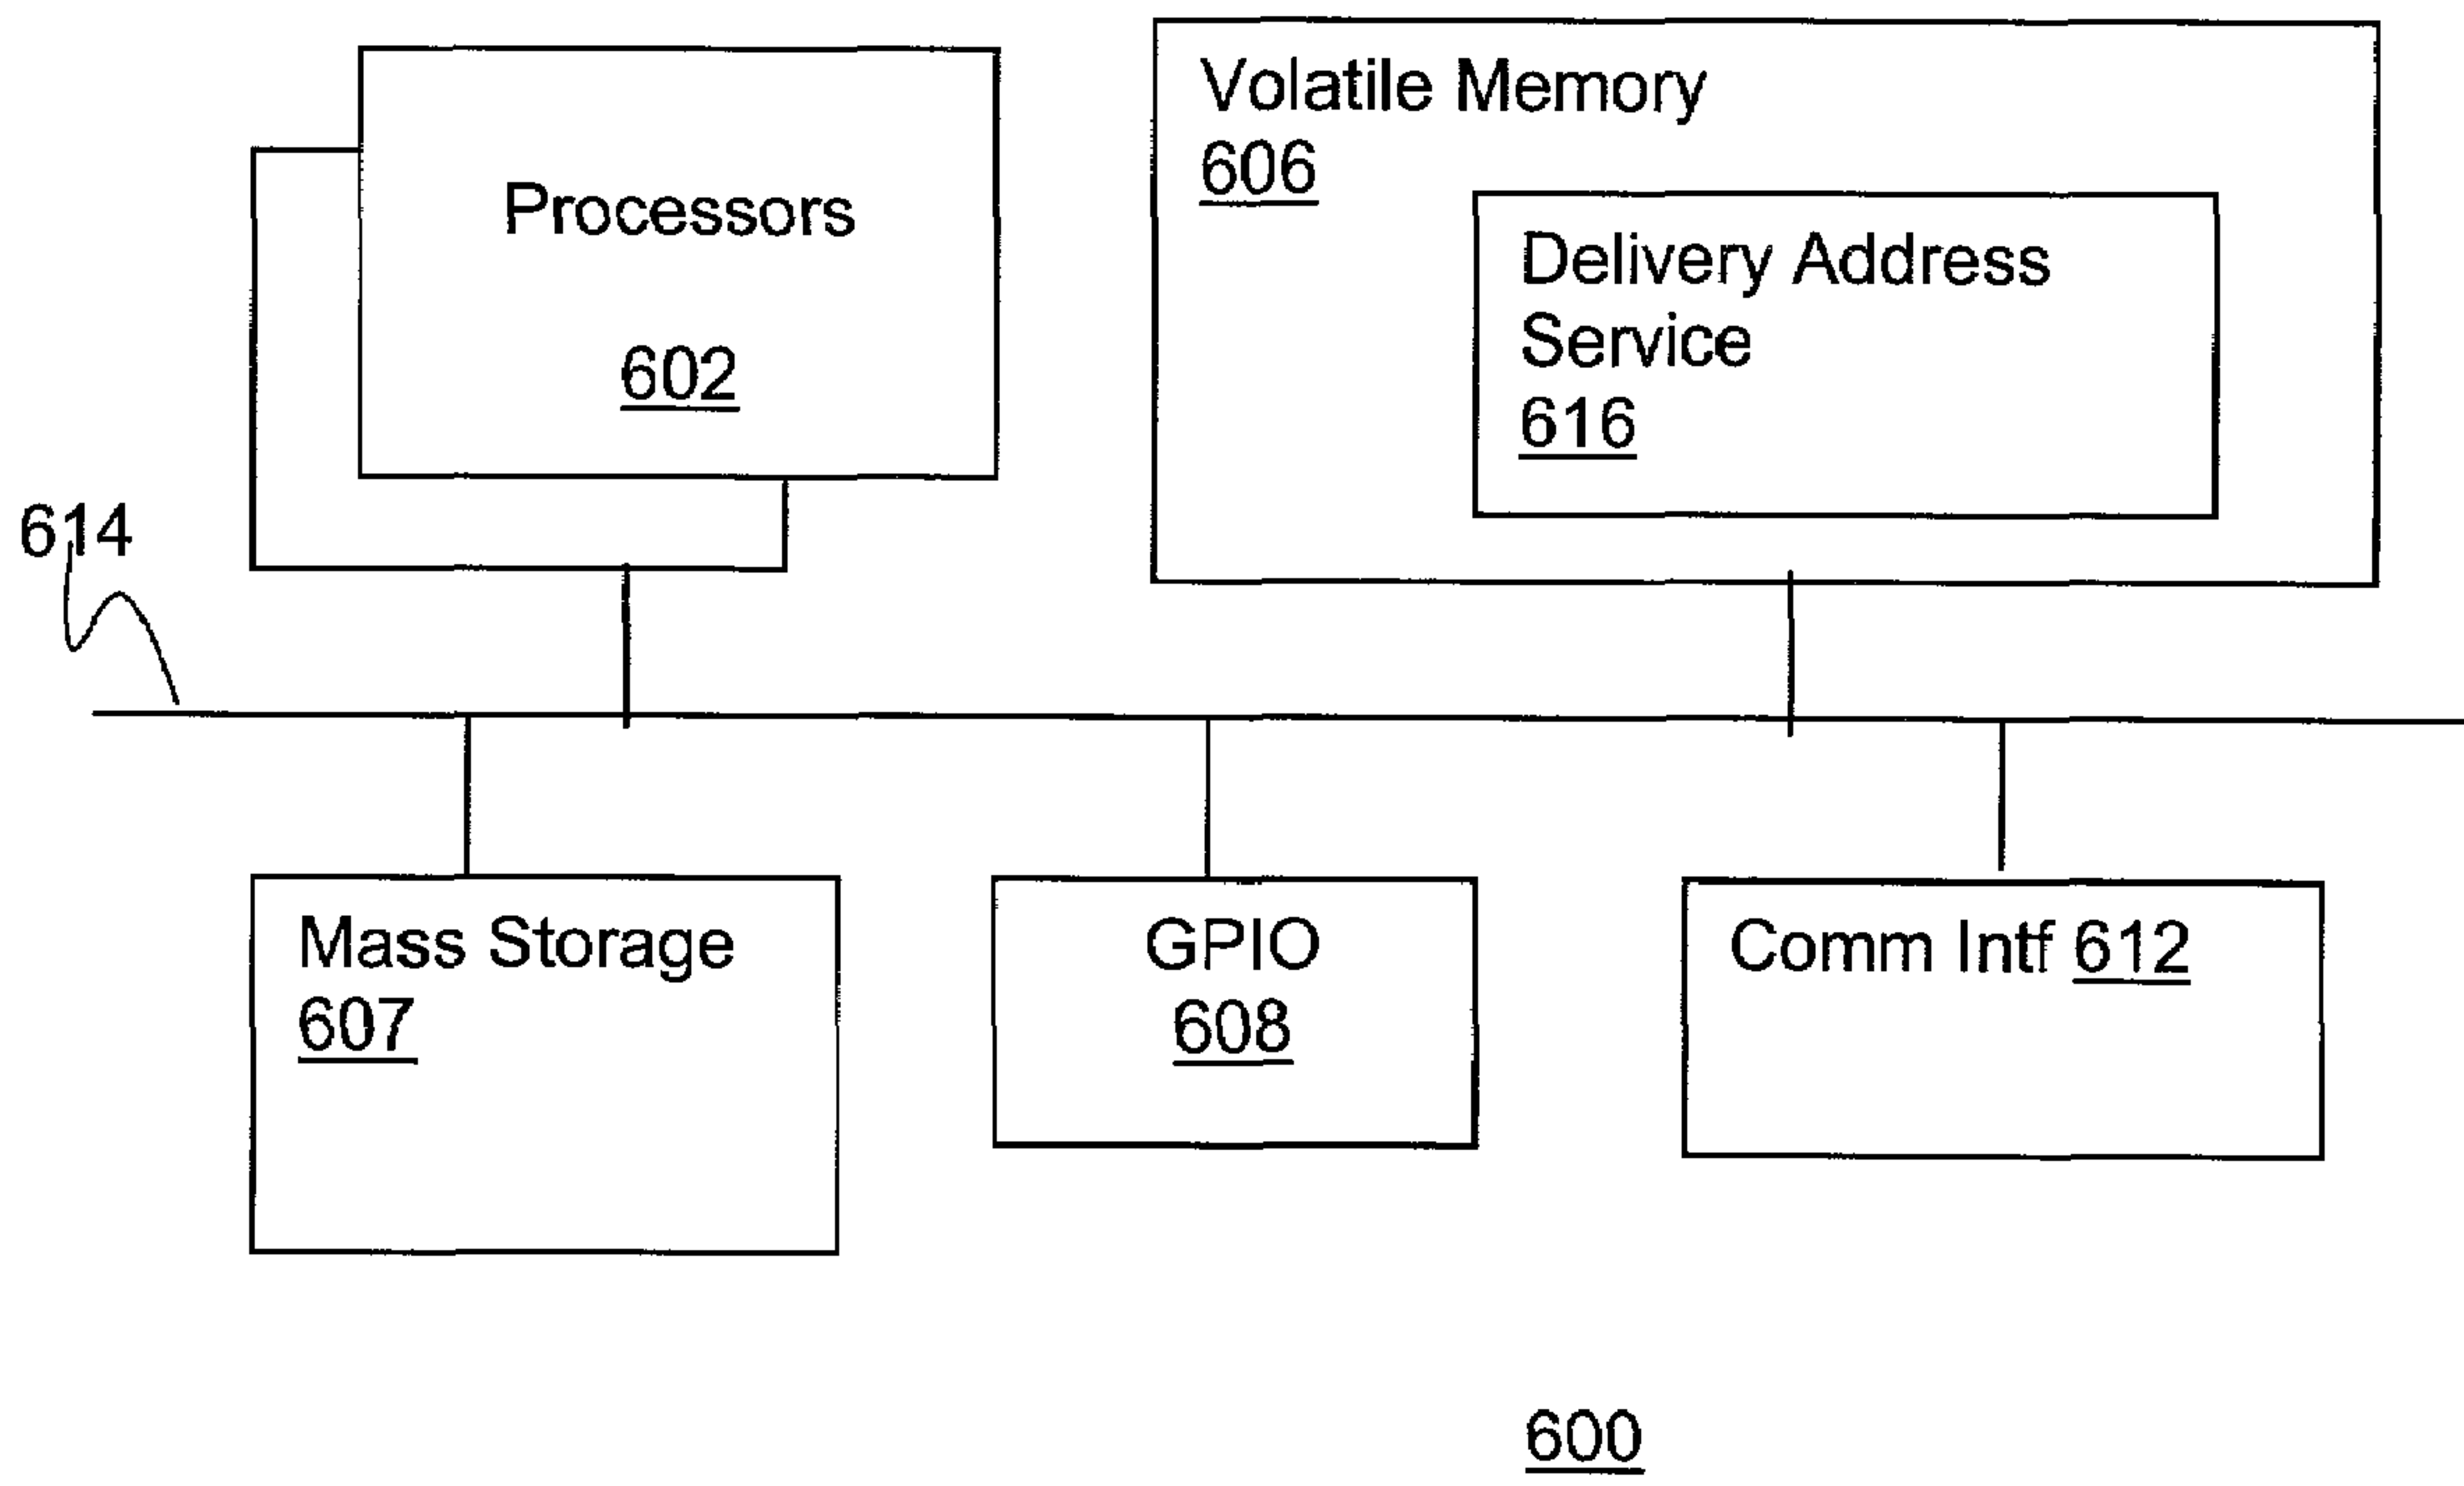 Processors
602
Volatile Memory
606
Delivery Address
Service
616
614
Mass Storage
607
GPIO
608
Comm Intf 612
600